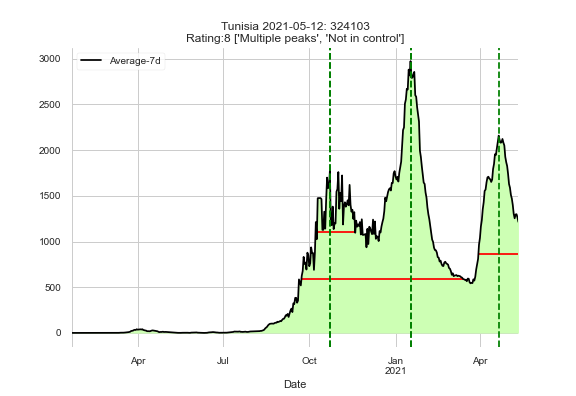 Tunisia 2021-05-12: 324103
Rating:8 ['Multiple peaks', 'Not in control']
Average-7d
3000
2500
2000
1500
1000
500
0
Apr Jul Oct Jan Apr
2021
Date